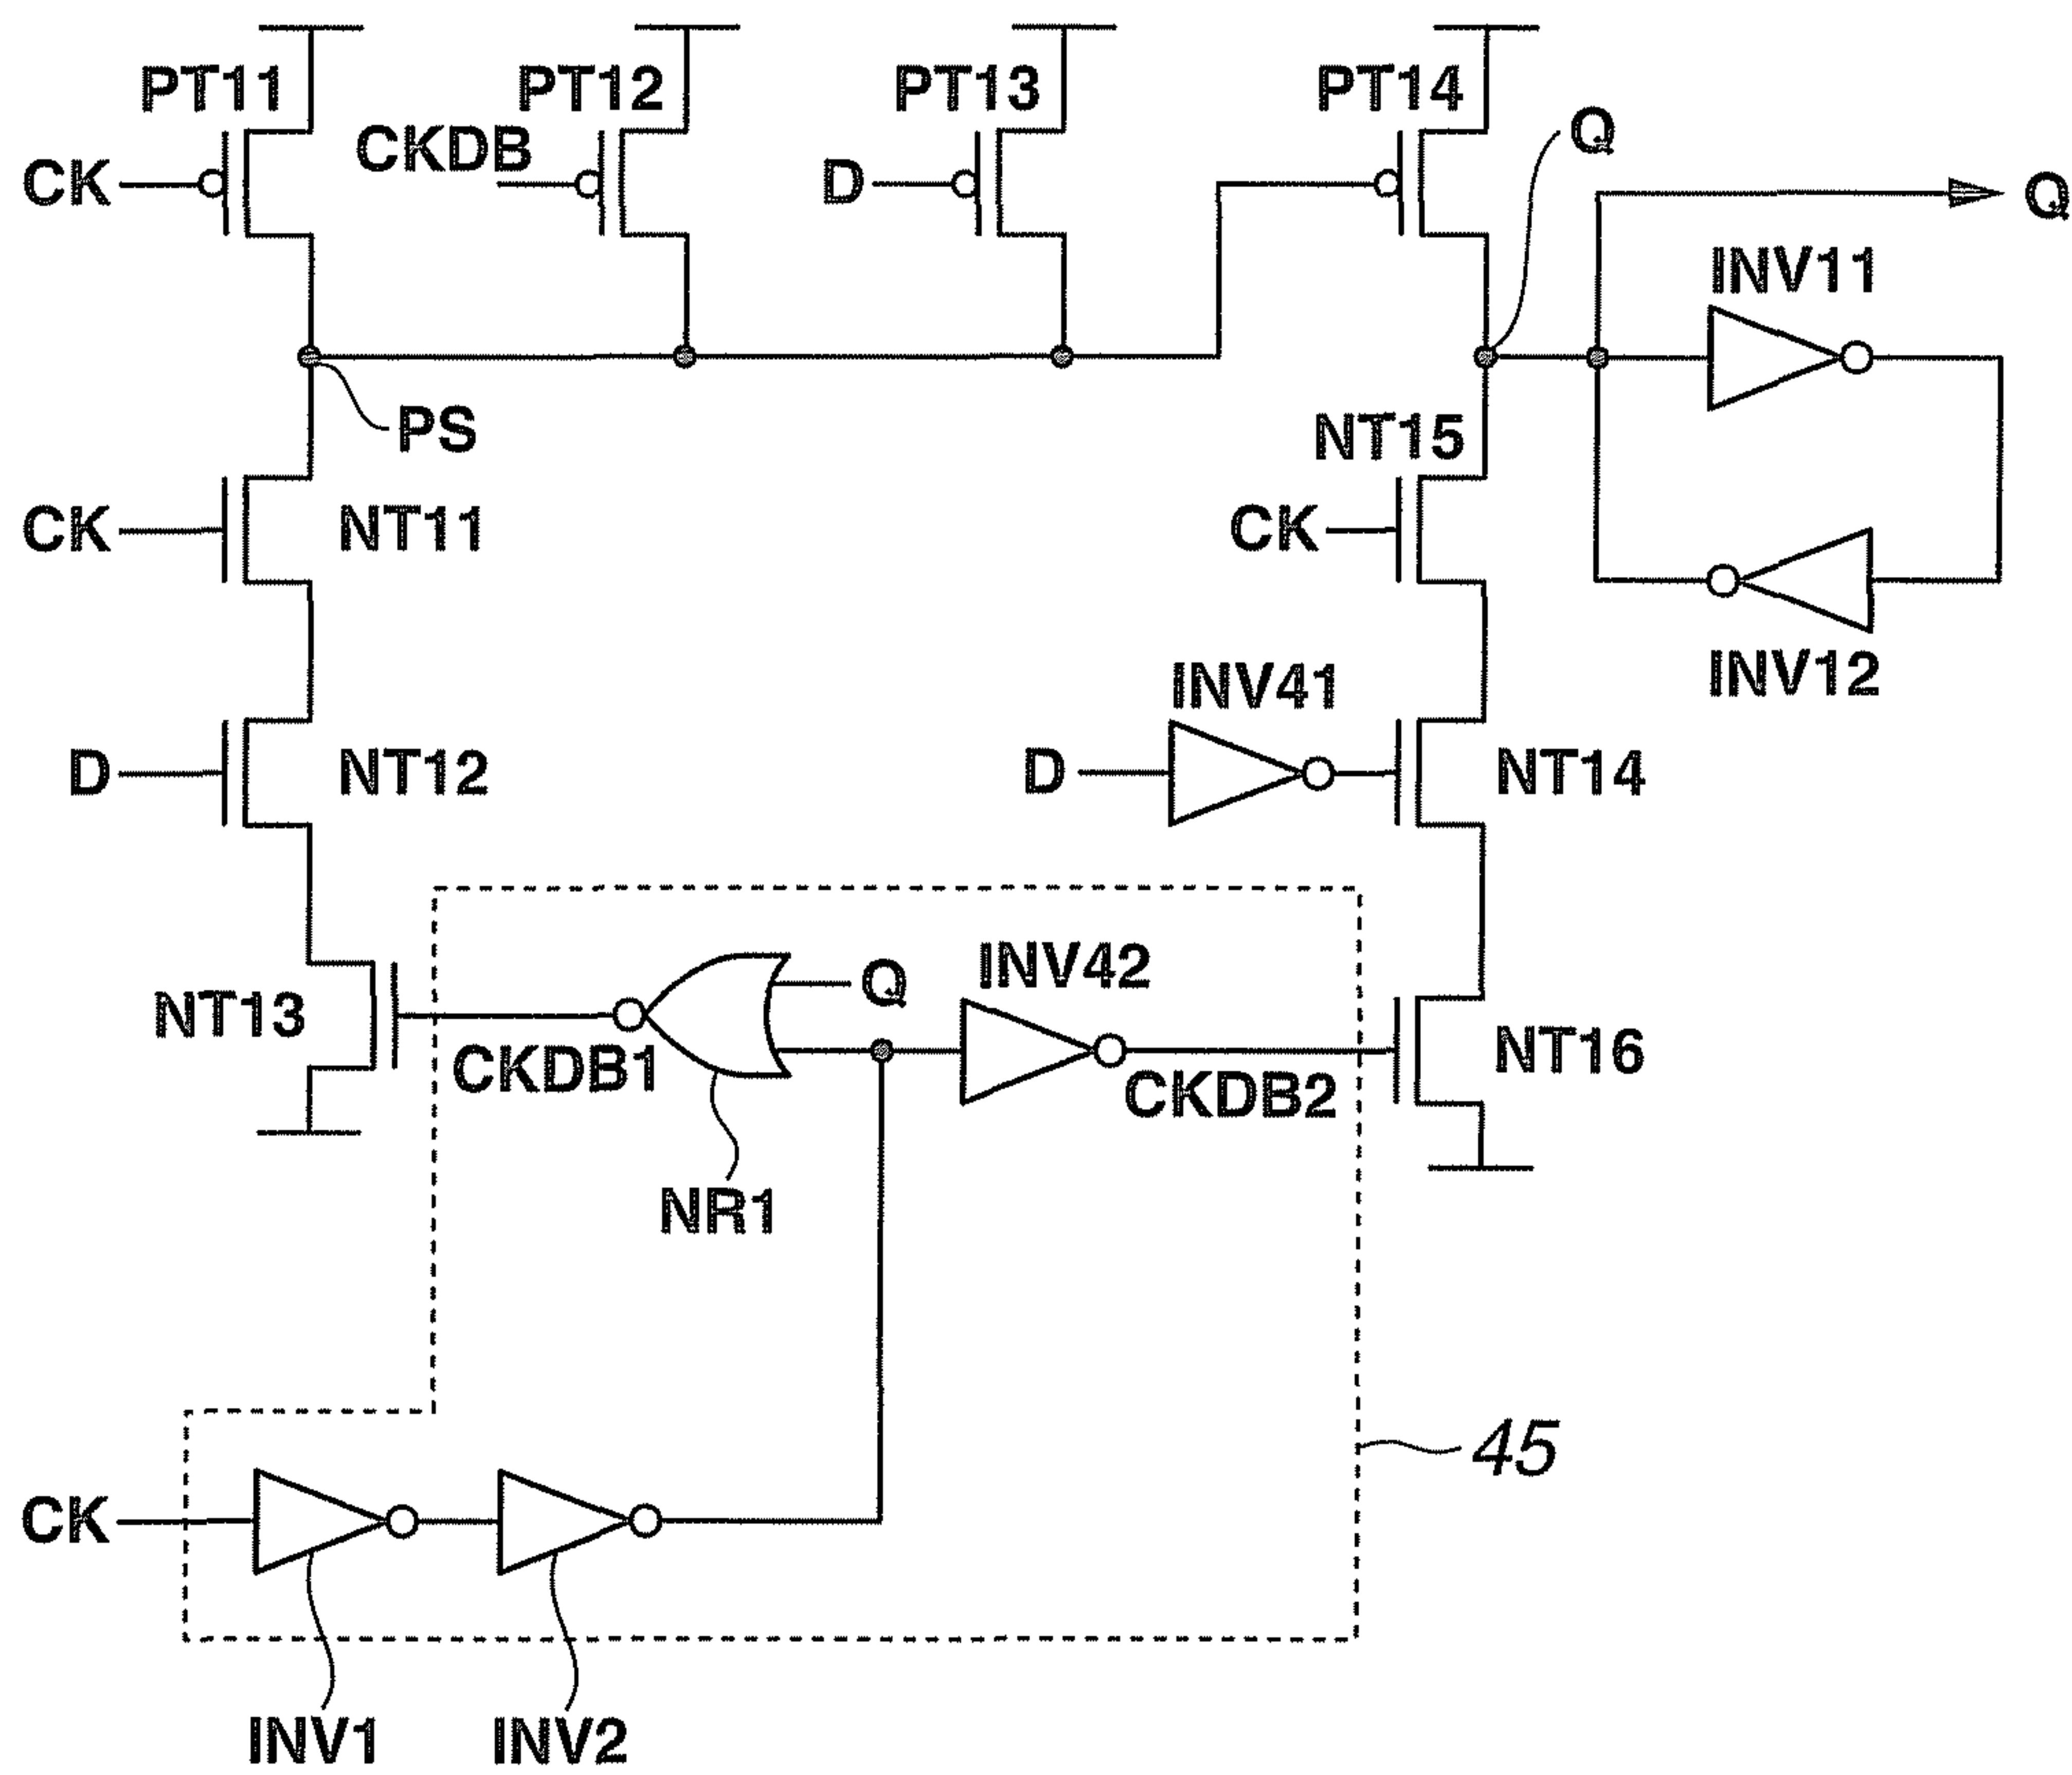 PT11 PT12 PT13 PT14 Q
CK CKDB D Q
INV11
PS NT15
CK NT11 CK
INV41 INV12
D NT12 D NT14
Q INV42
NT13 CKDB1 CKDB2 NT16
NR1
45
CK
INV1 INV2